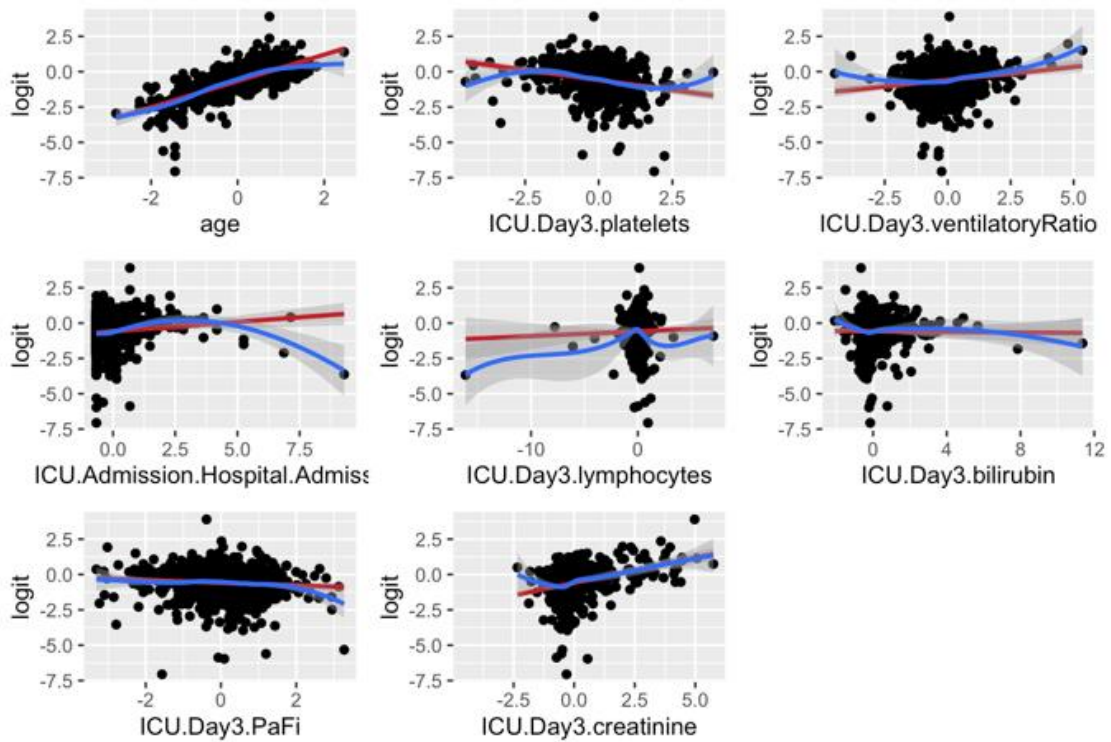 2.5
0.0
-2.5
-5.0
-7.5
logit
-2 0 2
age
2.5
0.0
-2.5
-5.0
-7.5
logit
-2.5 0.0 2.5
ICU.Day3.platelets
2.5
0.0
-2.5
-5.0
-7.5
logit
-2.5 0.0 2.5 5.0
ICU.Day3.ventilatoryRatio
2.5
0.0
-2.5
-5.0
-7.5
logit
0.0 2.5 5.0 7.5
ICU.Admission.Hospital.Admiss
2.5
0.0
-2.5
-5.0
-7.5
logit
-10 0
ICU.Day3.lymphocytes
2.5
0.0
-2.5
-5.0
-7.5
logit
0 4 8 12
ICU.Day3.bilirubin
2.5
0.0
-2.5
-5.0
-7.5
logit
-2 0 2
ICU.Day3.PaFi
2.5
0.0
-2.5
-5.0
-7.5
logit
-2.5 0.0 2.5 5.0
ICU.Day3.creatinine